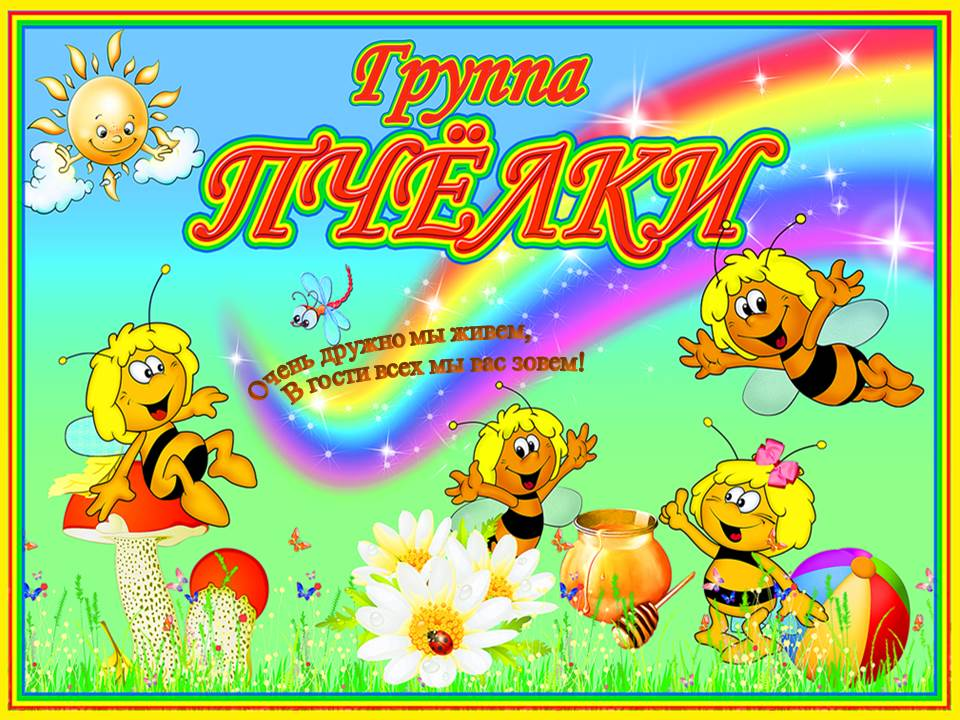 Группа
ПЧЁЛКИ
Очень дружно мы живем,
В гости всех мы вас зовем!